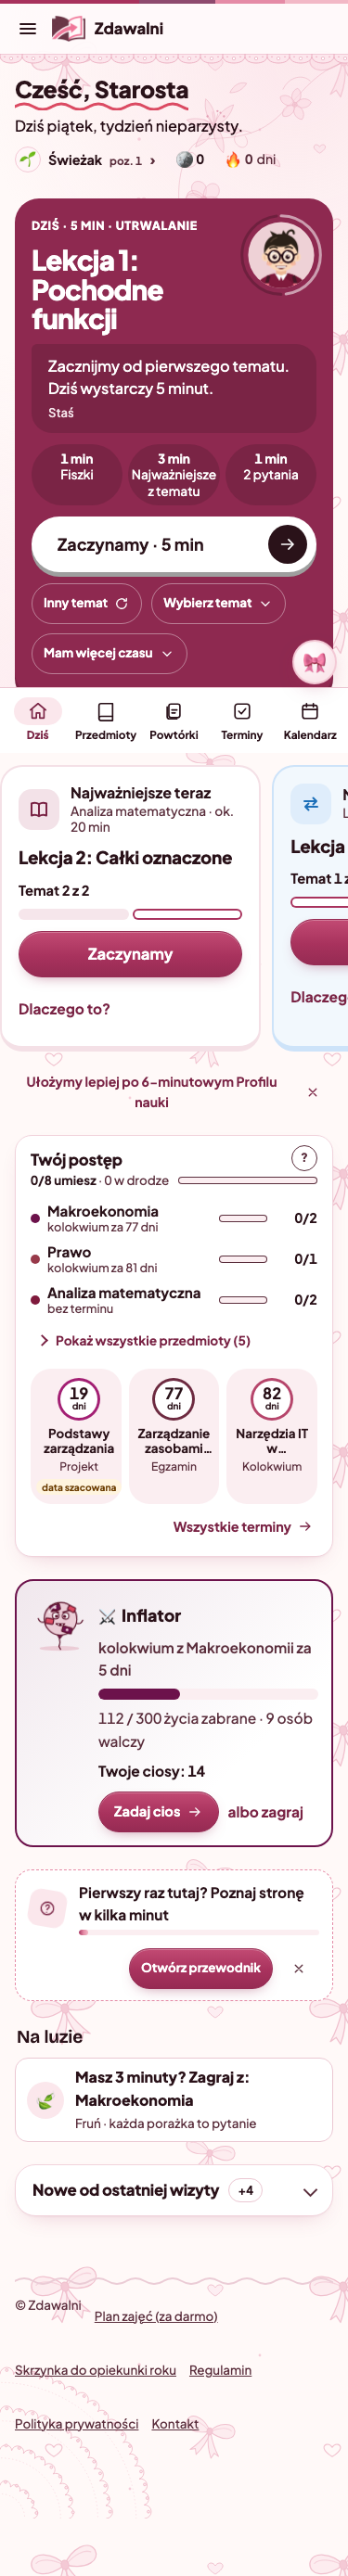 Zdawalni
Cześć, Starosta
Dziś piątek, tydzień nieparzysty.
Świeżak poz. 1 › 0 0 dni
DZIŚ · 5 MIN · UTRWALANIE
Lekcja 1:
Pochodne
funkcji
Zacznijmy od pierwszego tematu.
Dziś wystarczy 5 minut.
Staś
1 min
Fiszki
3 min
Najważniejsze
z tematu
1 min
2 pytania
Zaczynamy · 5 min
Inny temat
Wybierz temat
Mam więcej czasu
Dziś
Przedmioty
Powtórki
Terminy
Kalendarz
Najważniejsze teraz
Analiza matematyczna · ok.
20 min
Lekcja 2: Całki oznaczone
Temat 2 z 2
Zaczynamy
Dlaczego to?
Lekcja
Temat 1 z
Ułożymy lepiej po 6-minutowym Profilu
nauki
Twój postęp
?
0/8 umiesz · 0 w drodze
Makroekonomia
kolokwium za 77 dni
0/2
Prawo
kolokwium za 81 dni
0/1
Analiza matematyczna
bez terminu
0/2
Pokaż wszystkie przedmioty (5)
19
dni
Podstawy
zarządzania
Projekt
data szacowana
77
dni
Zarządzanie
zasobami...
Egzamin
82
dni
Narzędzia IT
w...
Kolokwium
Wszystkie terminy
Inflator
kolokwium z Makroekonomii za
5 dni
112 / 300 życia zabrane · 9 osób
walczy
Twoje ciosy: 14
Zadaj cios
albo zagraj
Pierwszy raz tutaj? Poznaj stronę
w kilka minut
Otwórz przewodnik
Na luzie
Masz 3 minuty? Zagraj z:
Makroekonomia
Fruń · każda porażka to pytanie
Nowe od ostatniej wizyty +4
© Zdawalni
Plan zajęć (za darmo)
Skrzynka do opiekunki roku
Regulamin
Polityka prywatności
Kontakt